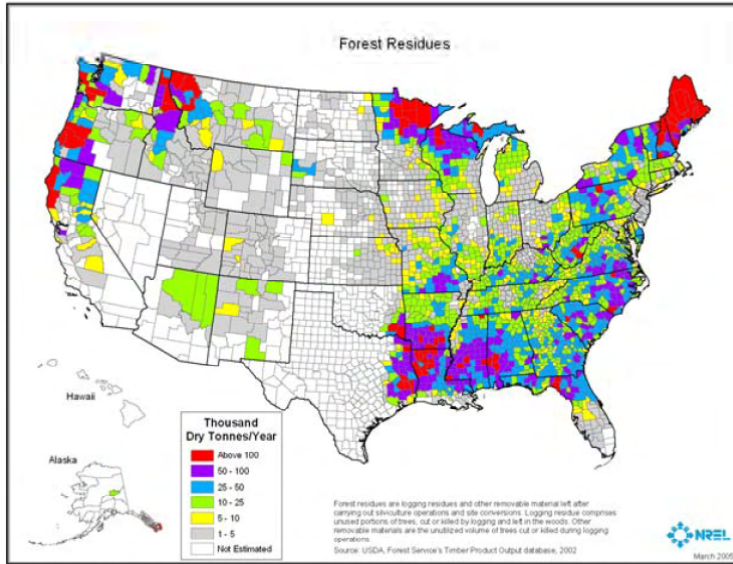 Forest Residues
Hawaii
Alaska
Thousand
Dry Tonnes/Year
Above 100
50 - 100
25 - 50
10 - 25
5 - 10
1 - 5
Not Estimated
Forest residues are logging residues and other removable material left after
carrying out silviculture operations and site conversions. Logging residue comprises
unused portions of trees, cut or killed by logging and left in the woods. Other
removable materials are the unutilized volume of trees cut or killed during logging
operations.
Source: USDA, Forest Service's Timber Product Output database, 2002
NREL
March 2005